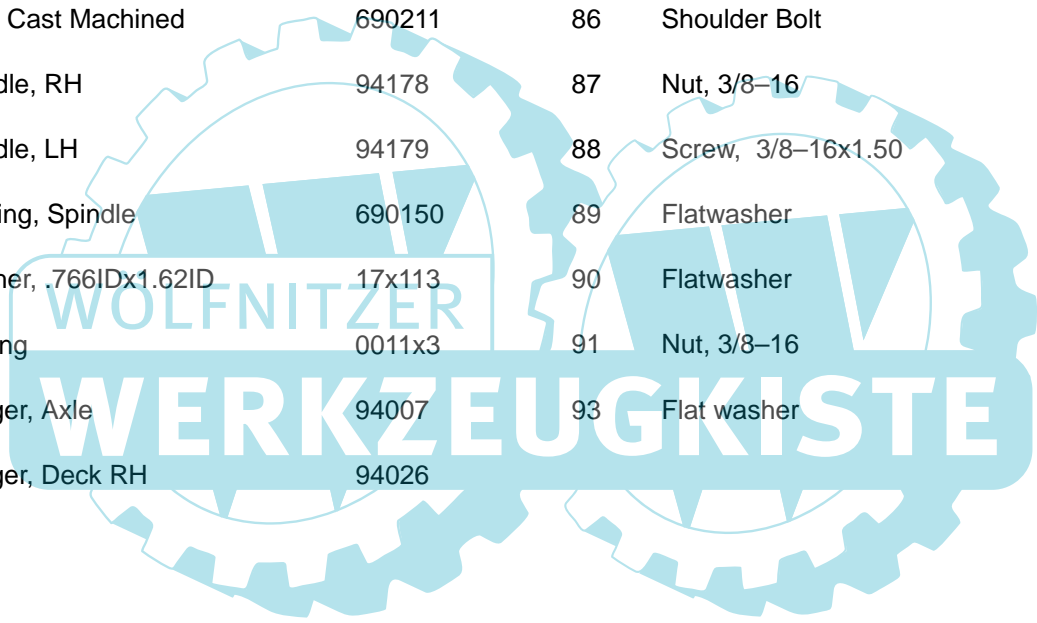 Cast Machined 690211 86 Shoulder Bolt
dle, RH 94178 87 Nut, 3/8–16
dle, LH 94179 88 Screw, 3/8–16x1.50
ing, Spindle 690150 89 Flatwasher
her, .766IDx1.62ID 17x113 90 Flatwasher
WÖLFNITZER
ng 0011x3 91 Nut, 3/8–16
ger, Axle 94007 93 Flat washer
WERKZEUGKISTE
ger, Deck RH 94026